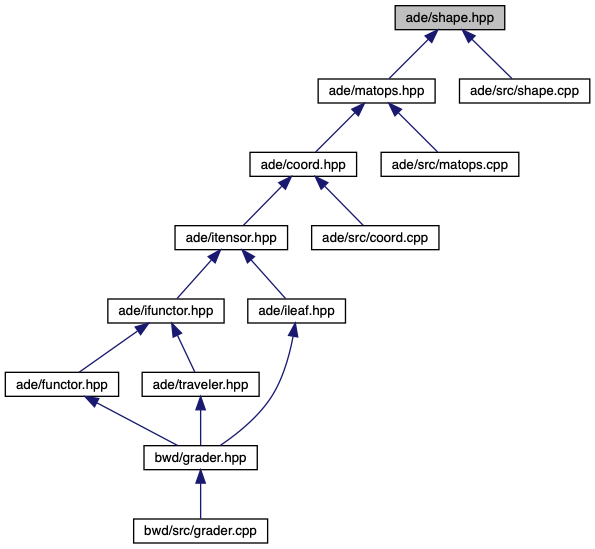 ade/shape.hpp
ade/matops.hpp
ade/src/shape.cpp
ade/coord.hpp
ade/src/matops.cpp
ade/itensor.hpp
ade/src/coord.cpp
ade/ifunctor.hpp
ade/ileaf.hpp
ade/functor.hpp
ade/traveler.hpp
bwd/grader.hpp
bwd/src/grader.cpp